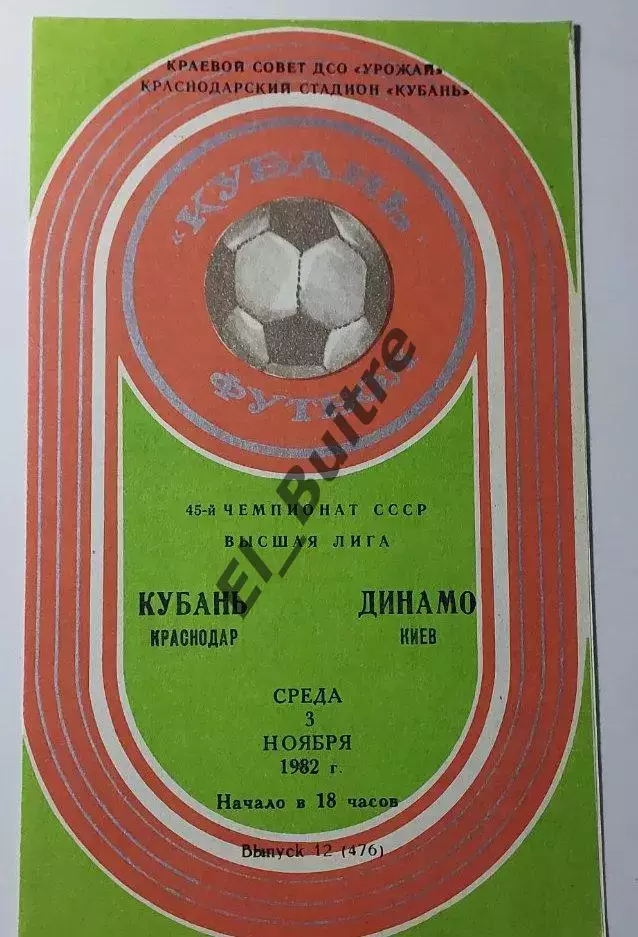 КРАЕВОЙ СОВЕТ ДСО «УРОЖАЙ»
КРАСНОДАРСКИЙ СТАДИОН «КУБАНЬ»
«КУБАНЬ»
ФУТБОЛ
45-й ЧЕМПИОНАТ СССР
ВЫСШАЯ ЛИГА
КУБАНЬ ДИНАМО
КРАСНОДАР КИЕВ
СРЕДА
3
НОЯБРЯ
1982 г.
Начало в 18 часов
Выпуск 12 (476)
El_Buitre